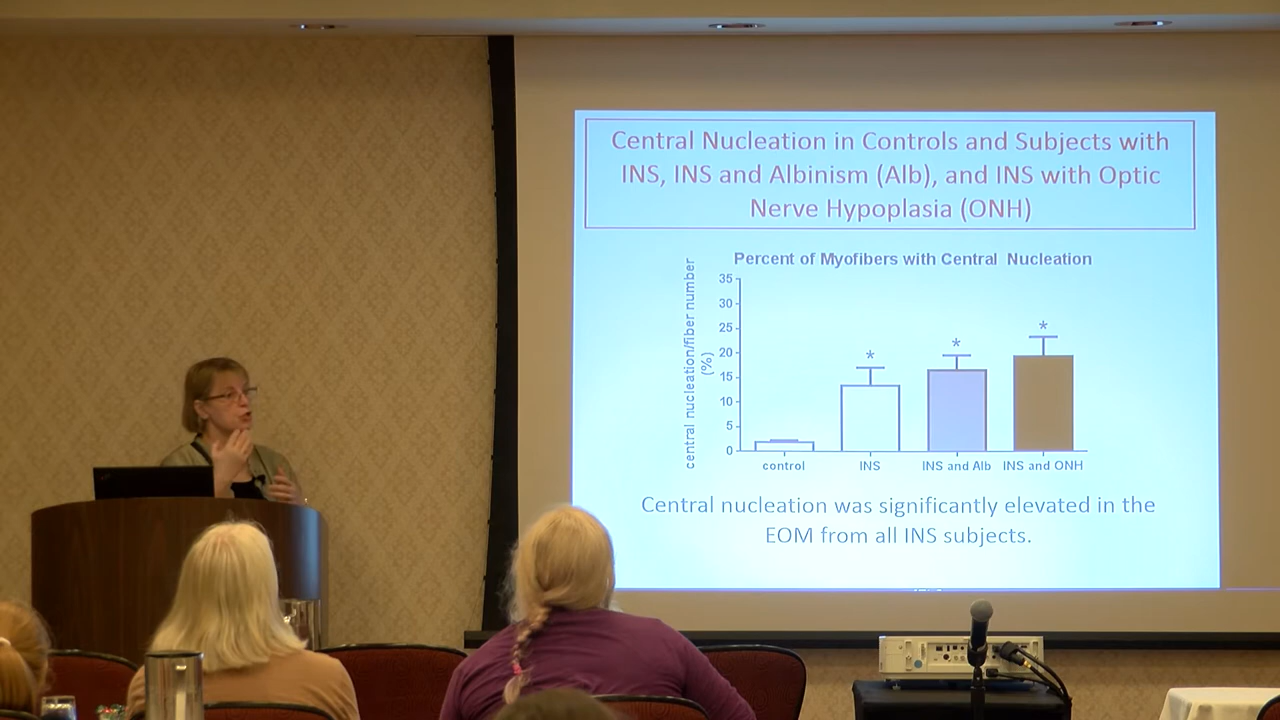 Central Nucleation in Controls and Subjects with
INS, INS and Albinism (Alb), and INS with Optic
Nerve Hypoplasia (ONH)
Percent of Myofibers with Central Nucleation
central nucleation/fiber number
(%)
35
30
25
20
15
10
5
0
*
*
*
control INS INS and Alb INS and ONH
Central nucleation was significantly elevated in the
EOM from all INS subjects.